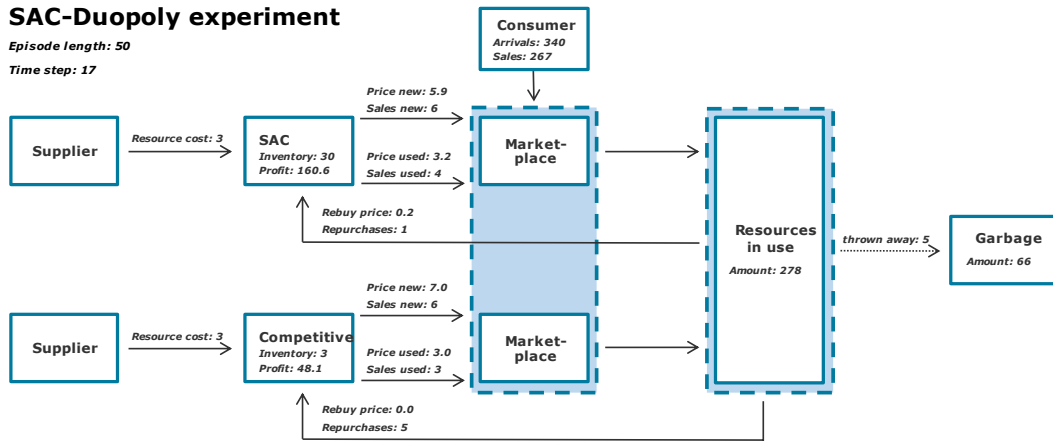 SAC-Duopoly experiment
Episode length: 50
Time step: 17
Consumer
Arrivals: 340
Sales: 267
Supplier
Resource cost: 3
SAC
Inventory: 30
Profit: 160.6
Price new: 5.9
Sales new: 6
Price used: 3.2
Sales used: 4
Market-
place
Rebuy price: 0.2
Repurchases: 1
Resources
in use
Amount: 278
thrown away: 5
Garbage
Amount: 66
Supplier
Resource cost: 3
Competitive
Inventory: 3
Profit: 48.1
Price new: 7.0
Sales new: 6
Price used: 3.0
Sales used: 3
Market-
place
Rebuy price: 0.0
Repurchases: 5